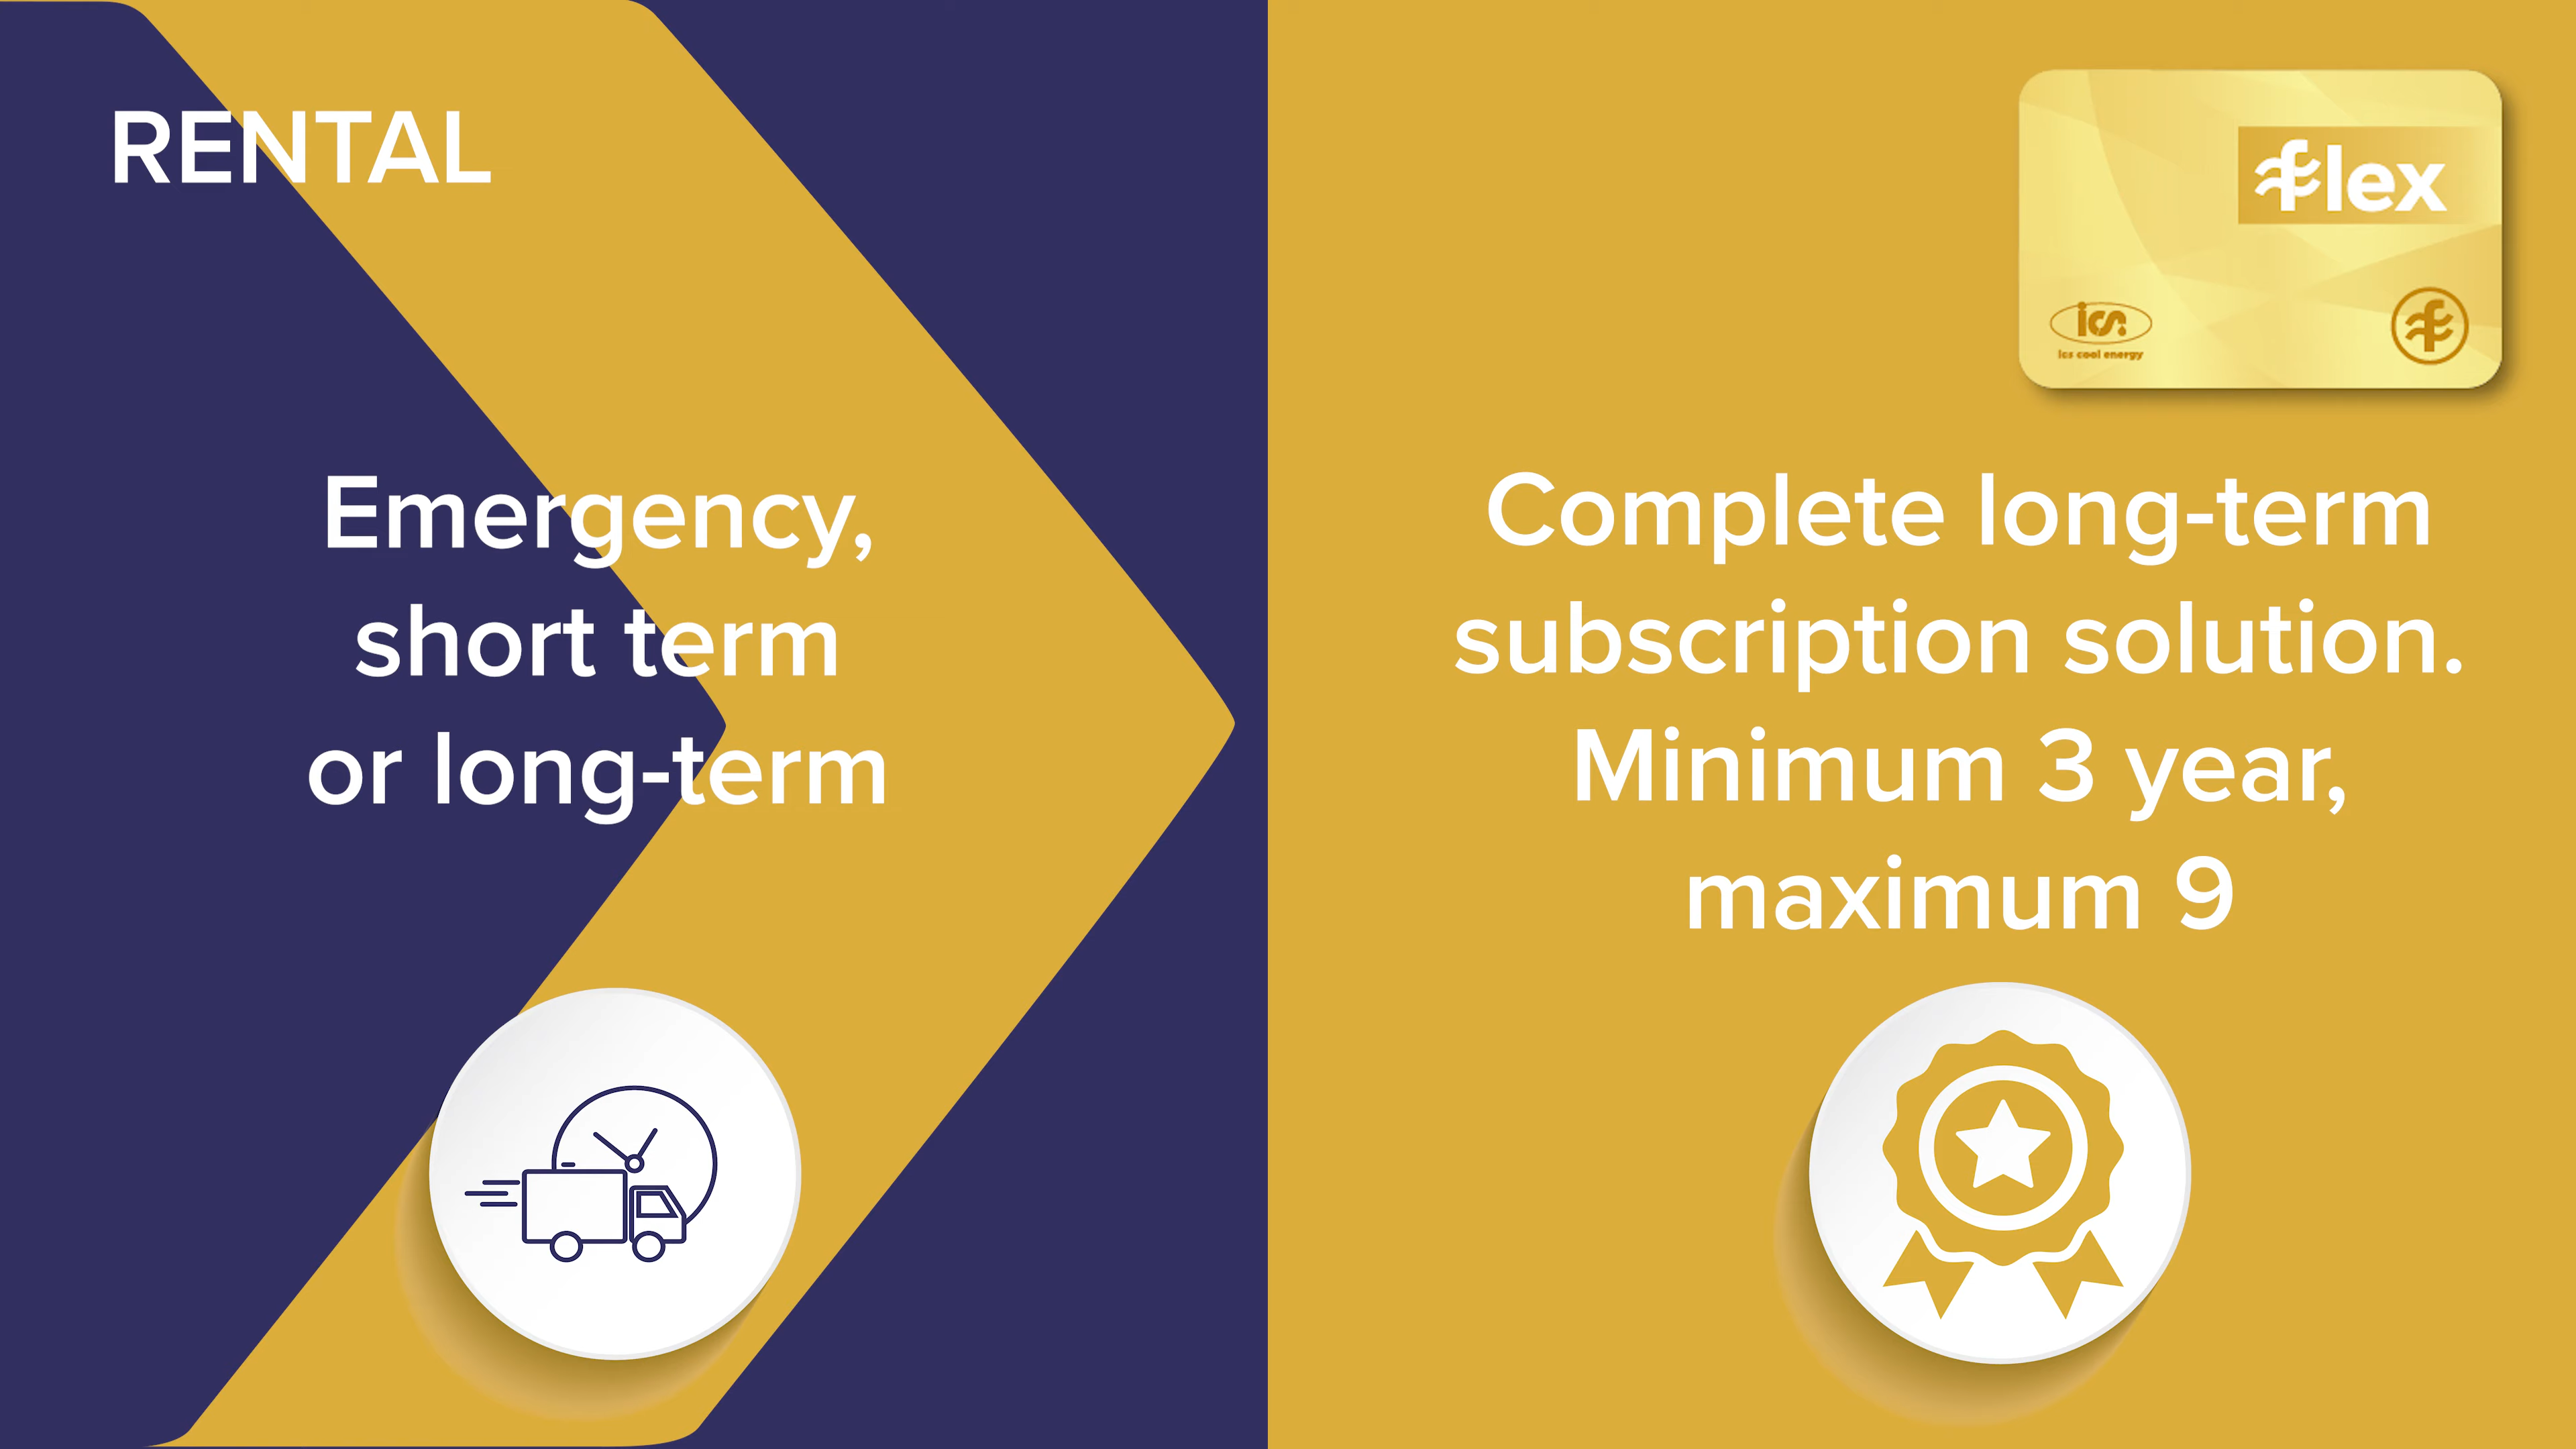 RENTAL
Emergency,
short term
or long-term
flex
ics
ics cool energy
Complete long-term
subscription solution.
Minimum 3 year,
maximum 9